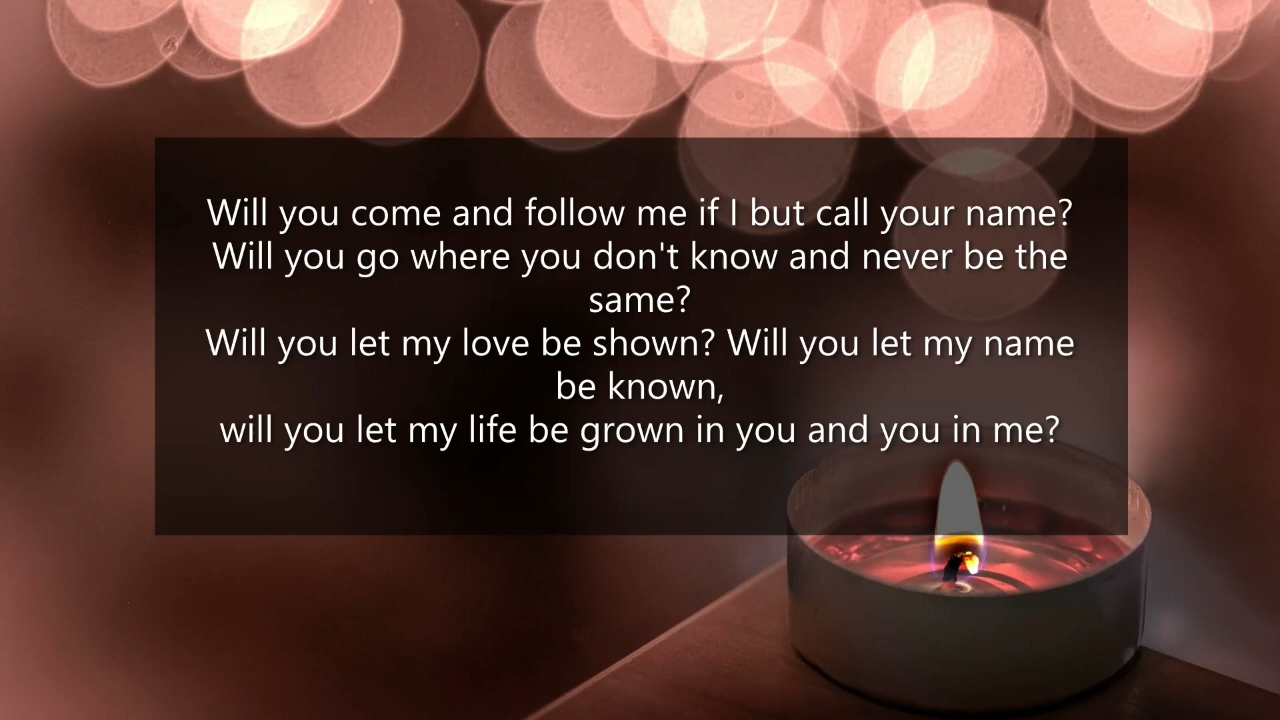 Will you come and follow me if I but call your name?
Will you go where you don't know and never be the
same?
Will you let my love be shown? Will you let my name
be known,
will you let my life be grown in you and you in me?